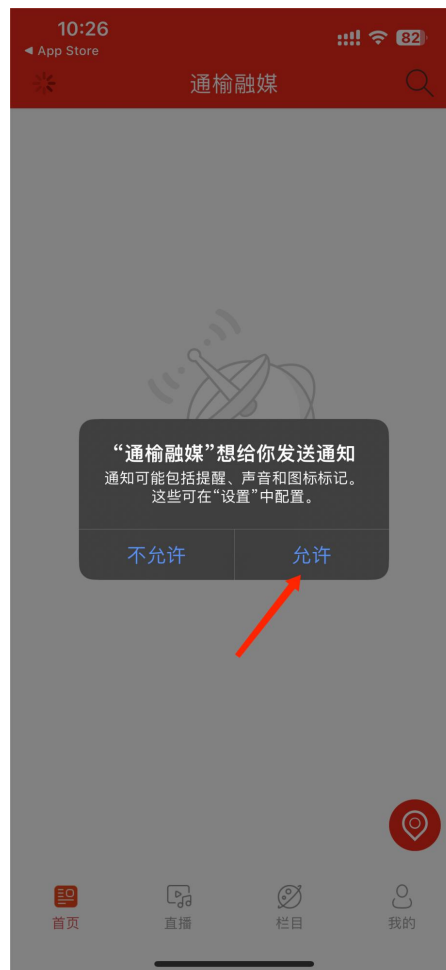 10:26
82
◀ App Store
通榆融媒
“通榆融媒”想给你发送通知
通知可能包括提醒、声音和图标标记。
这些可在“设置”中配置。
不允许
允许
首页
直播
栏目
我的